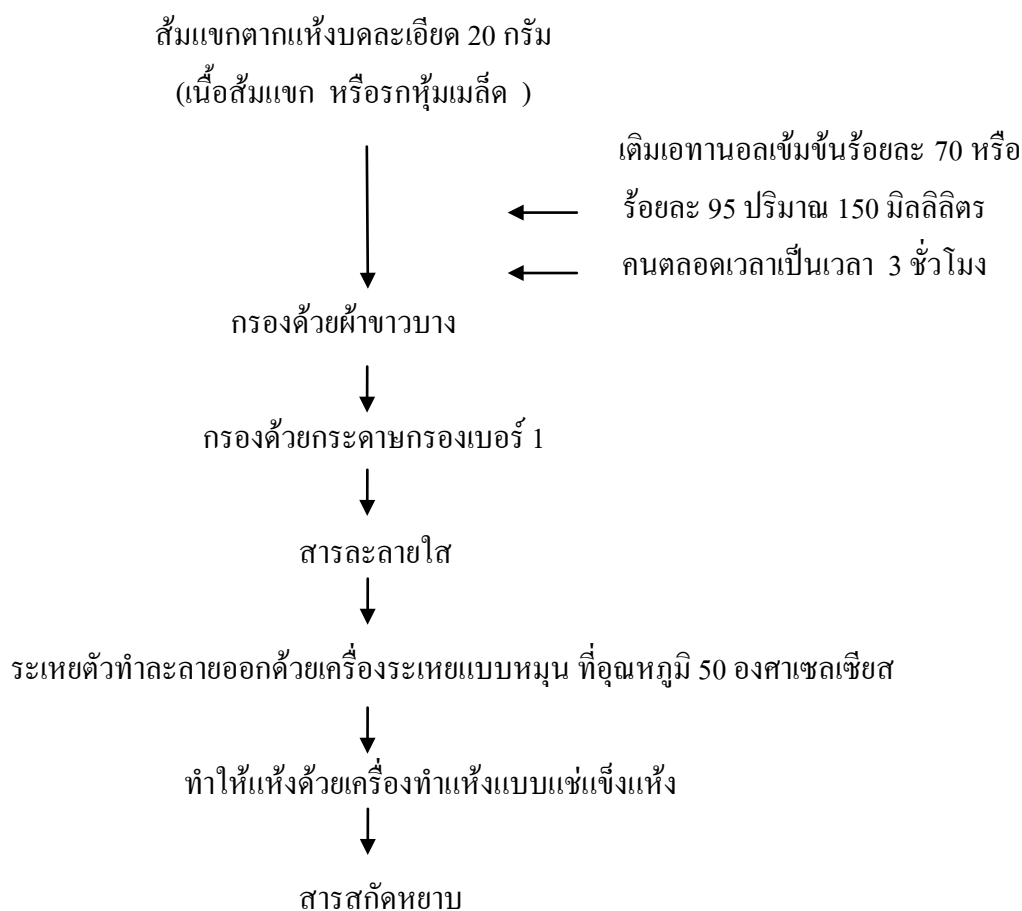 ส้มแขกตากแห้งบดละเอียด 20 กรัม
(เนื้อส้มแขก หรือรกหุ้มเมล็ด )
เติมเอทานอลเข้มข้นร้อยละ 70 หรือ
ร้อยละ 95 ปริมาณ 150 มิลลิลิตร
คนตลอดเวลาเป็นเวลา 3 ชั่วโมง
กรองด้วยผ้าขาวบาง
กรองด้วยกระดาษกรองเบอร์ 1
สารละลายใส
ระเหยตัวทำละลายออกด้วยเครื่องระเหยแบบหมุน ที่อุณหภูมิ 50 องศาเซลเซียส
ทำให้แห้งด้วยเครื่องทำแห้งแบบแช่แข็งแห้ง
สารสกัดหยาบ